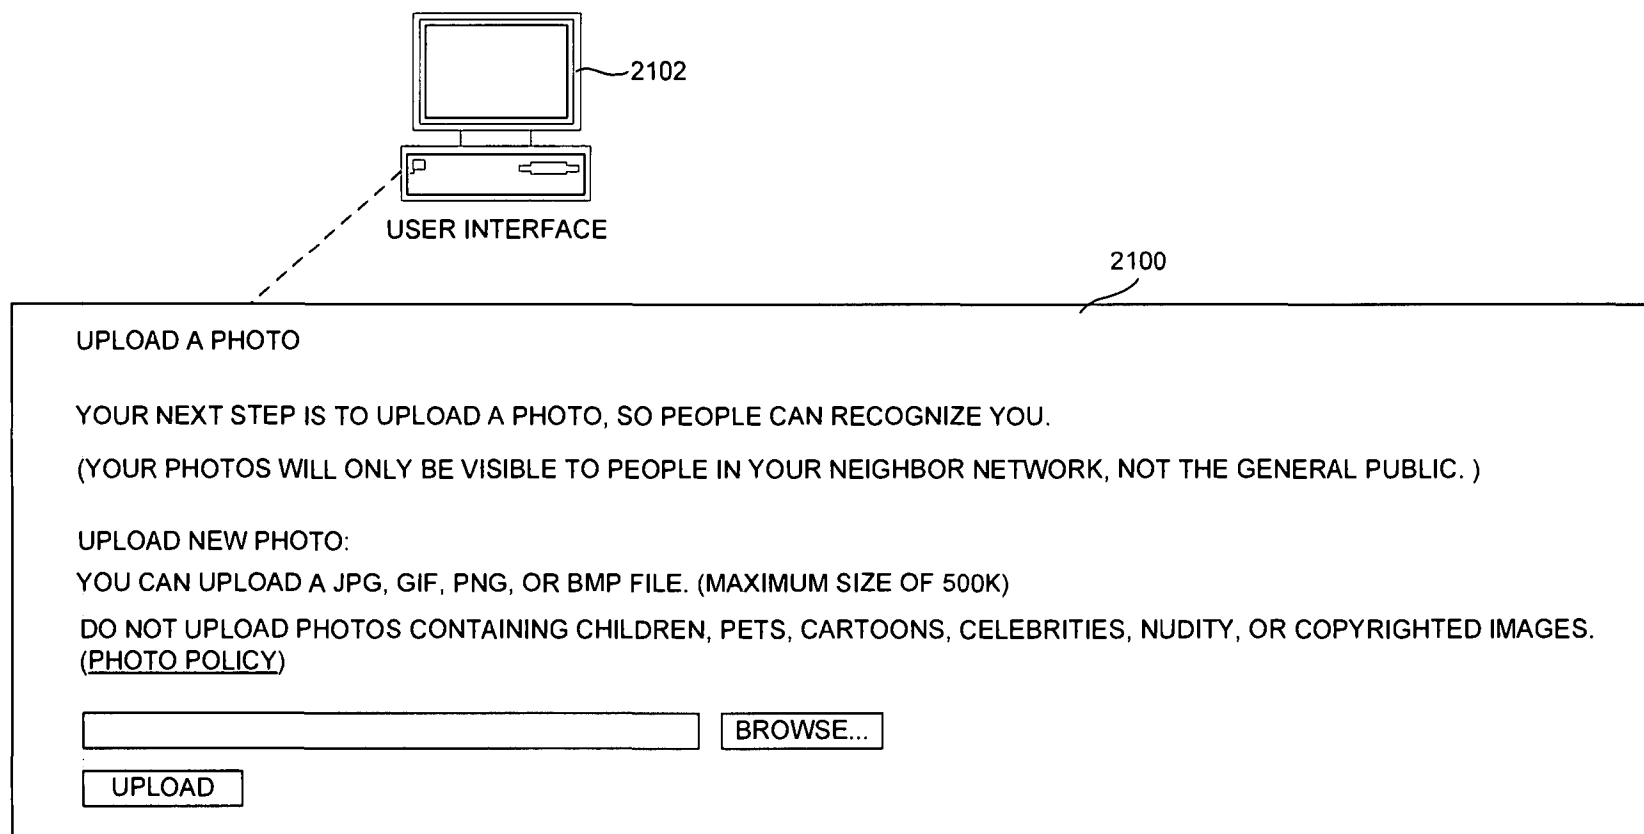 2102
USER INTERFACE
2100
UPLOAD A PHOTO
YOUR NEXT STEP IS TO UPLOAD A PHOTO, SO PEOPLE CAN RECOGNIZE YOU.
(YOUR PHOTOS WILL ONLY BE VISIBLE TO PEOPLE IN YOUR NEIGHBOR NETWORK, NOT THE GENERAL PUBLIC. )
UPLOAD NEW PHOTO:
YOU CAN UPLOAD A JPG, GIF, PNG, OR BMP FILE. (MAXIMUM SIZE OF 500K)
DO NOT UPLOAD PHOTOS CONTAINING CHILDREN, PETS, CARTOONS, CELEBRITIES, NUDITY, OR COPYRIGHTED IMAGES.
(PHOTO POLICY)
BROWSE...
UPLOAD